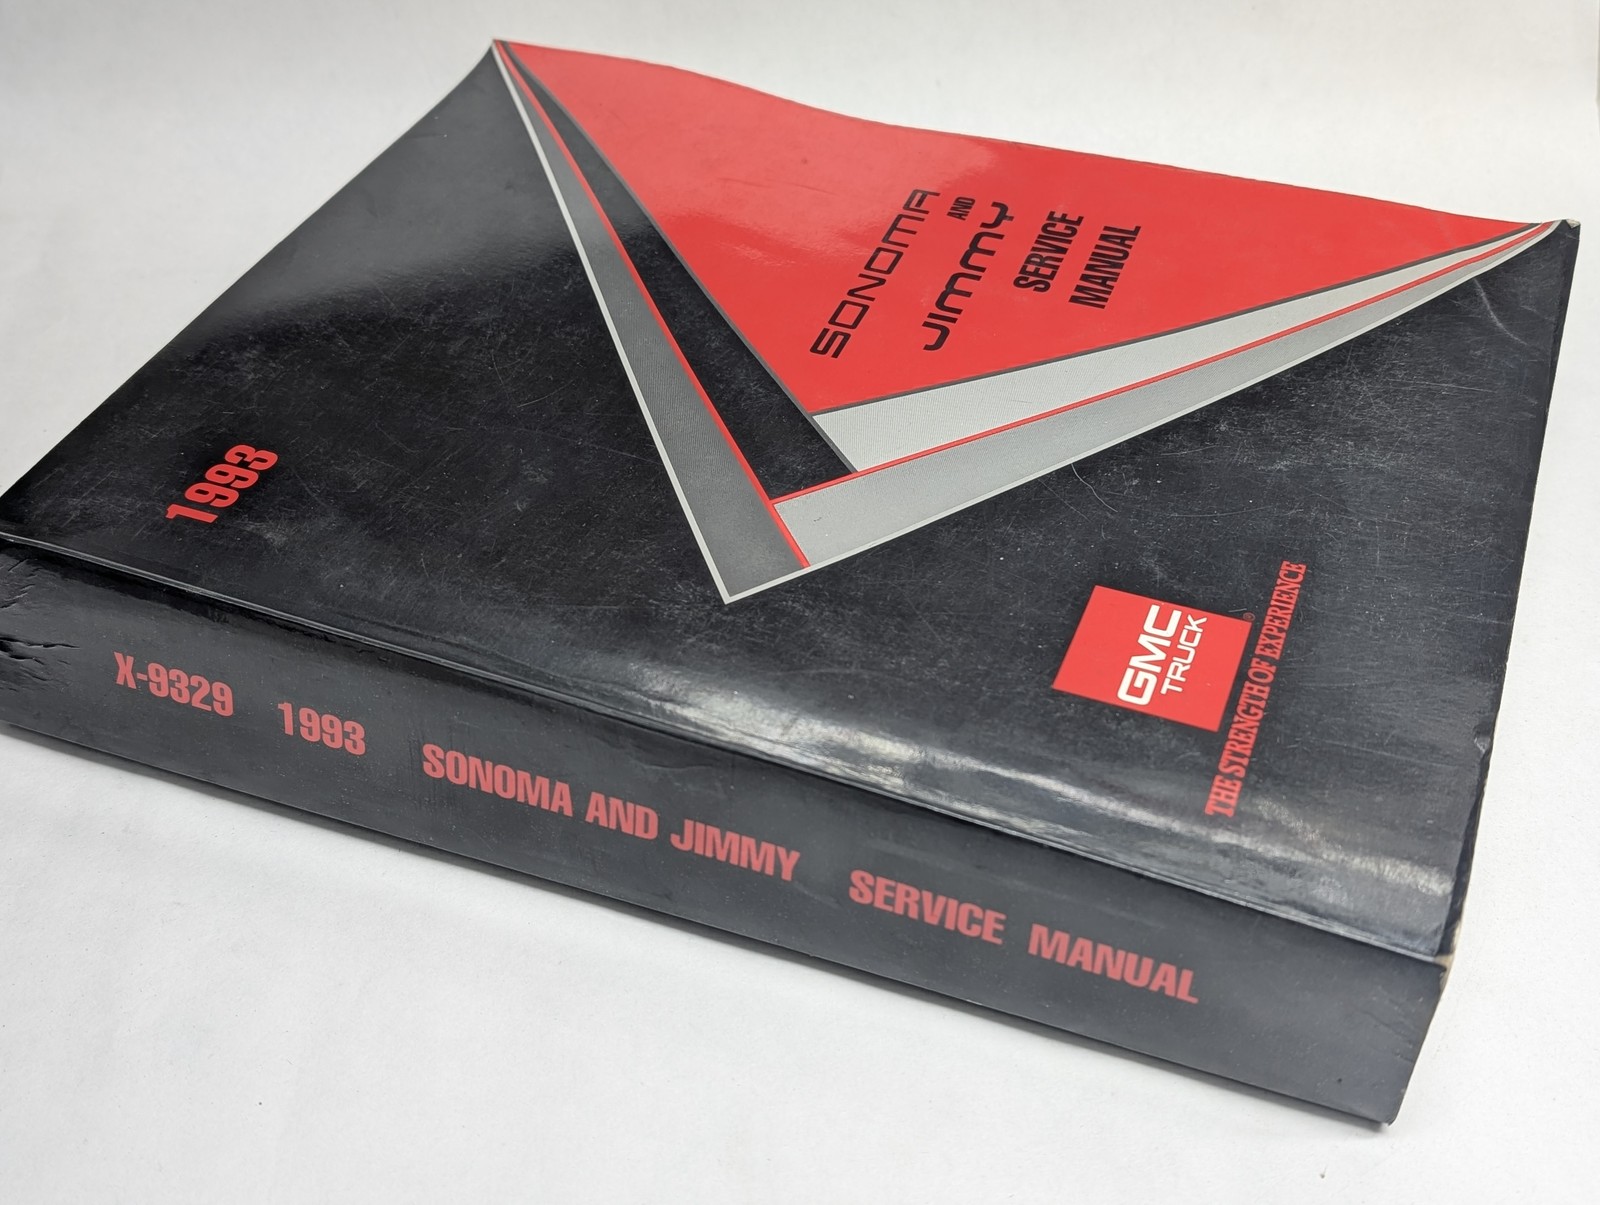 SONOMA
AND
JIMMY
SERVICE
MANUAL
1993
GMC
TRUCK
®
THE STRENGTH OF EXPERIENCE
X-9329 1993 SONOMA AND JIMMY SERVICE MANUAL